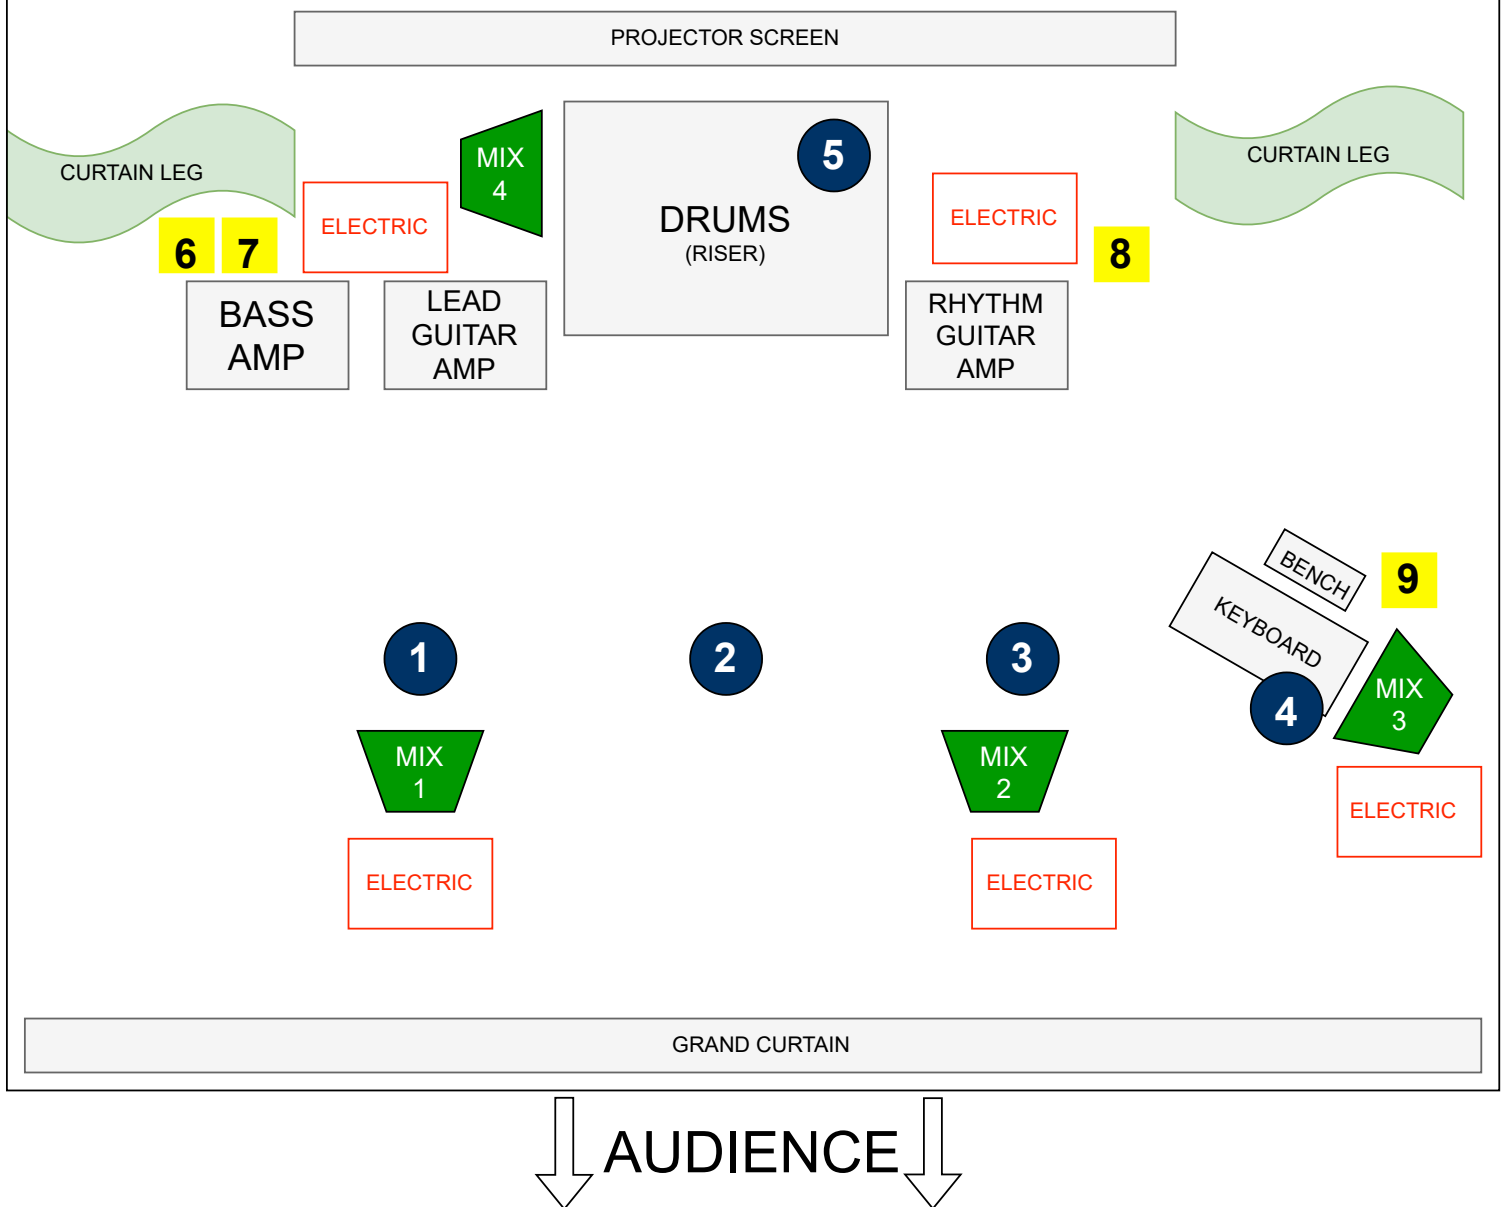 PROJECTOR SCREEN
CURTAIN LEG
MIX
4
5
CURTAIN LEG
ELECTRIC
DRUMS
(RISER)
ELECTRIC
6
7
8
BASS
AMP
LEAD
GUITAR
AMP
RHYTHM
GUITAR
AMP
BENCH
9
KEYBOARD
1
2
3
4
MIX
3
MIX
1
MIX
2
ELECTRIC
ELECTRIC
ELECTRIC
GRAND CURTAIN
AUDIENCE